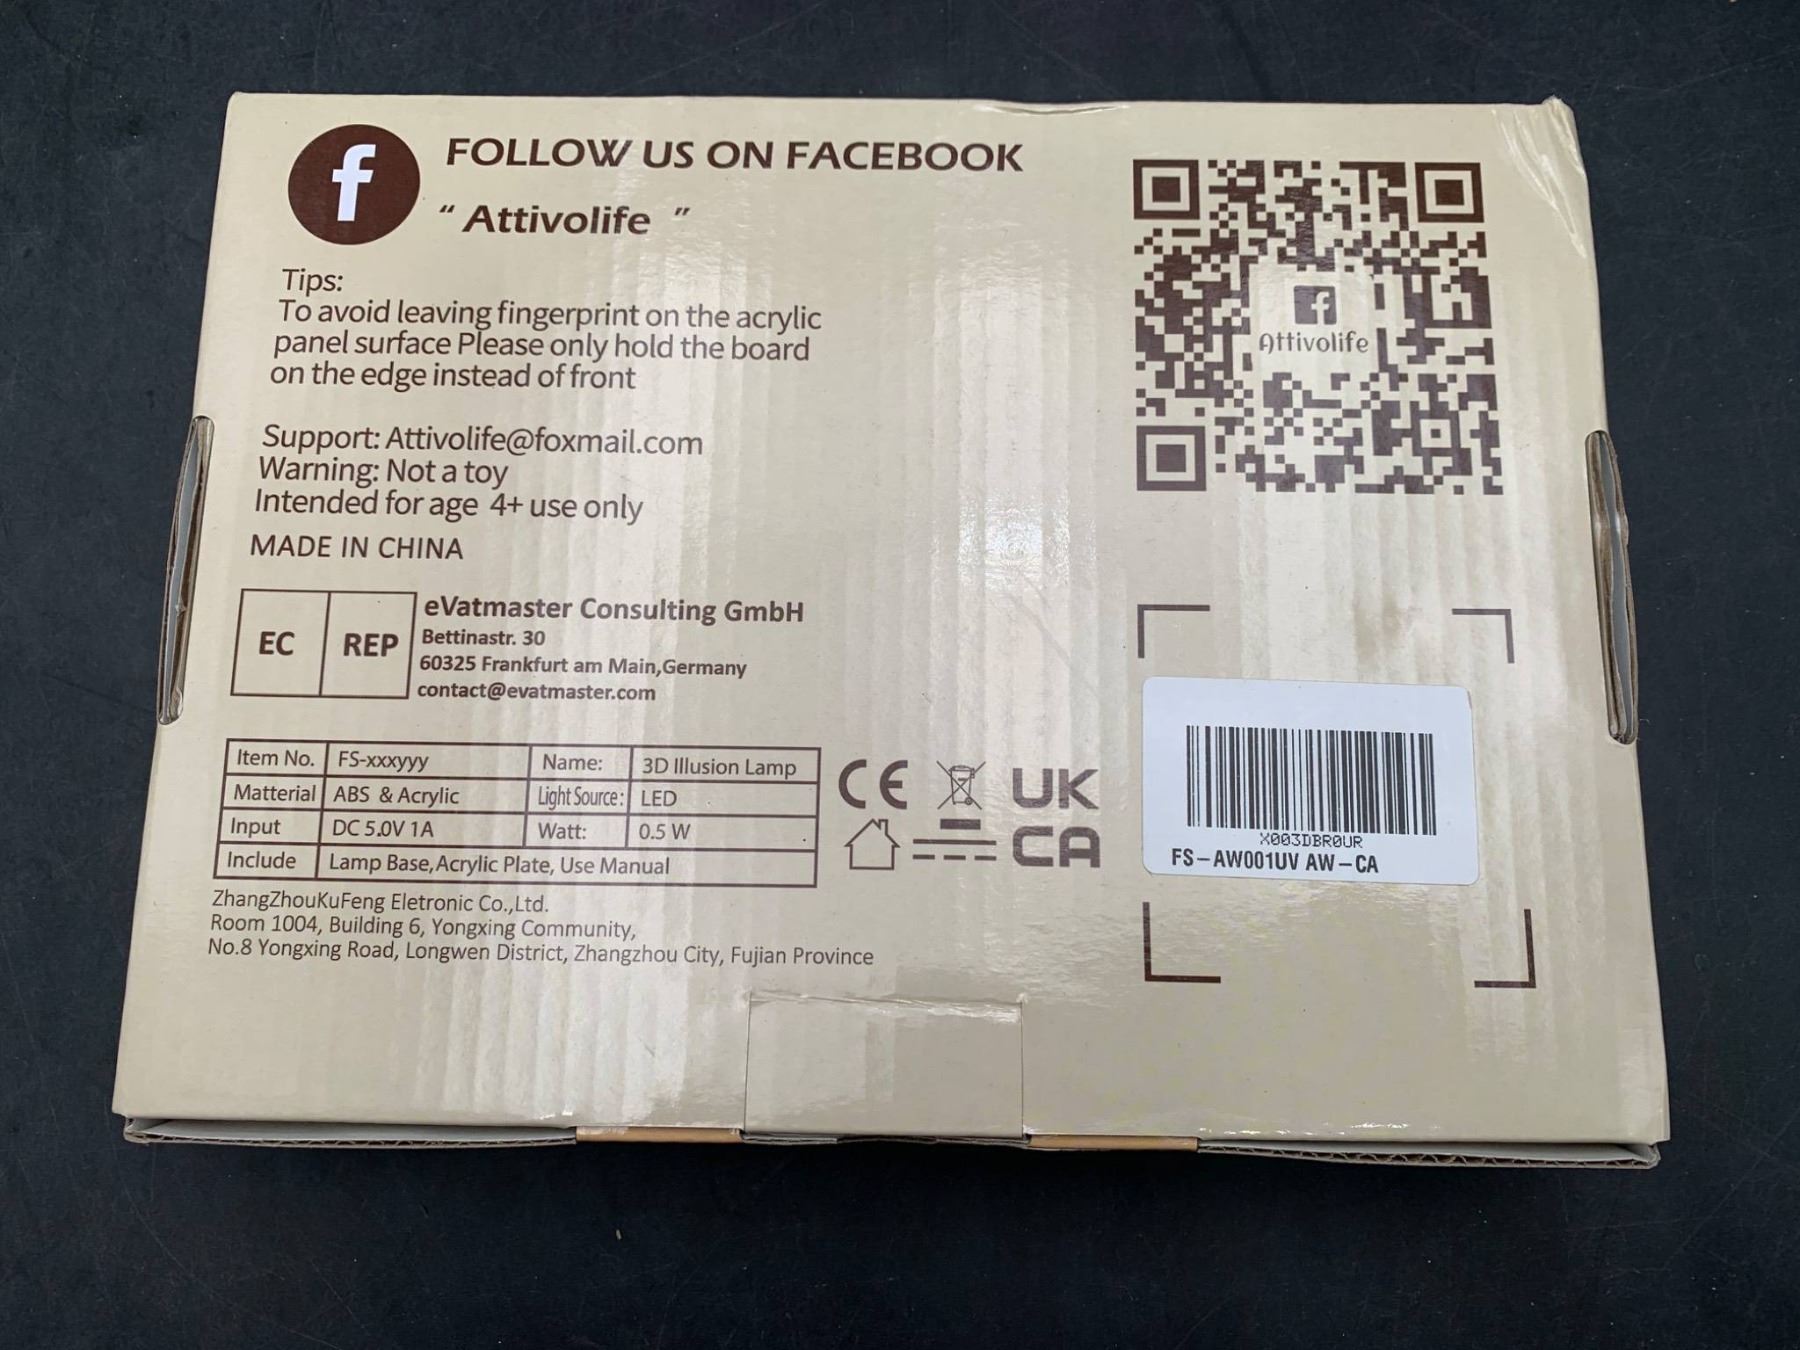 f
FOLLOW US ON FACEBOOK
“ Attivolife ”
Tips:
To avoid leaving fingerprint on the acrylic
panel surface Please only hold the board
on the edge instead of front
Support: Attivolife@foxmail.com
Warning: Not a toy
Intended for age 4+ use only
MADE IN CHINA
EC REP
eVatmaster Consulting GmbH
Bettinastr. 30
60325 Frankfurt am Main,Germany
contact@evatmaster.com
Item No. FS-xxxyyy Name: 3D Illusion Lamp
Matterial ABS & Acrylic Light Source: LED
Input DC 5.0V 1A Watt: 0.5 W
Include Lamp Base,Acrylic Plate, Use Manual
ZhangZhouKuFeng Eletronic Co.,Ltd.
Room 1004, Building 6, Yongxing Community,
No.8 Yongxing Road, Longwen District, Zhangzhou City, Fujian Province
CE
UK
CA
f
Attivolife
X003DBR0UR
FS-AW001UV AW-CA